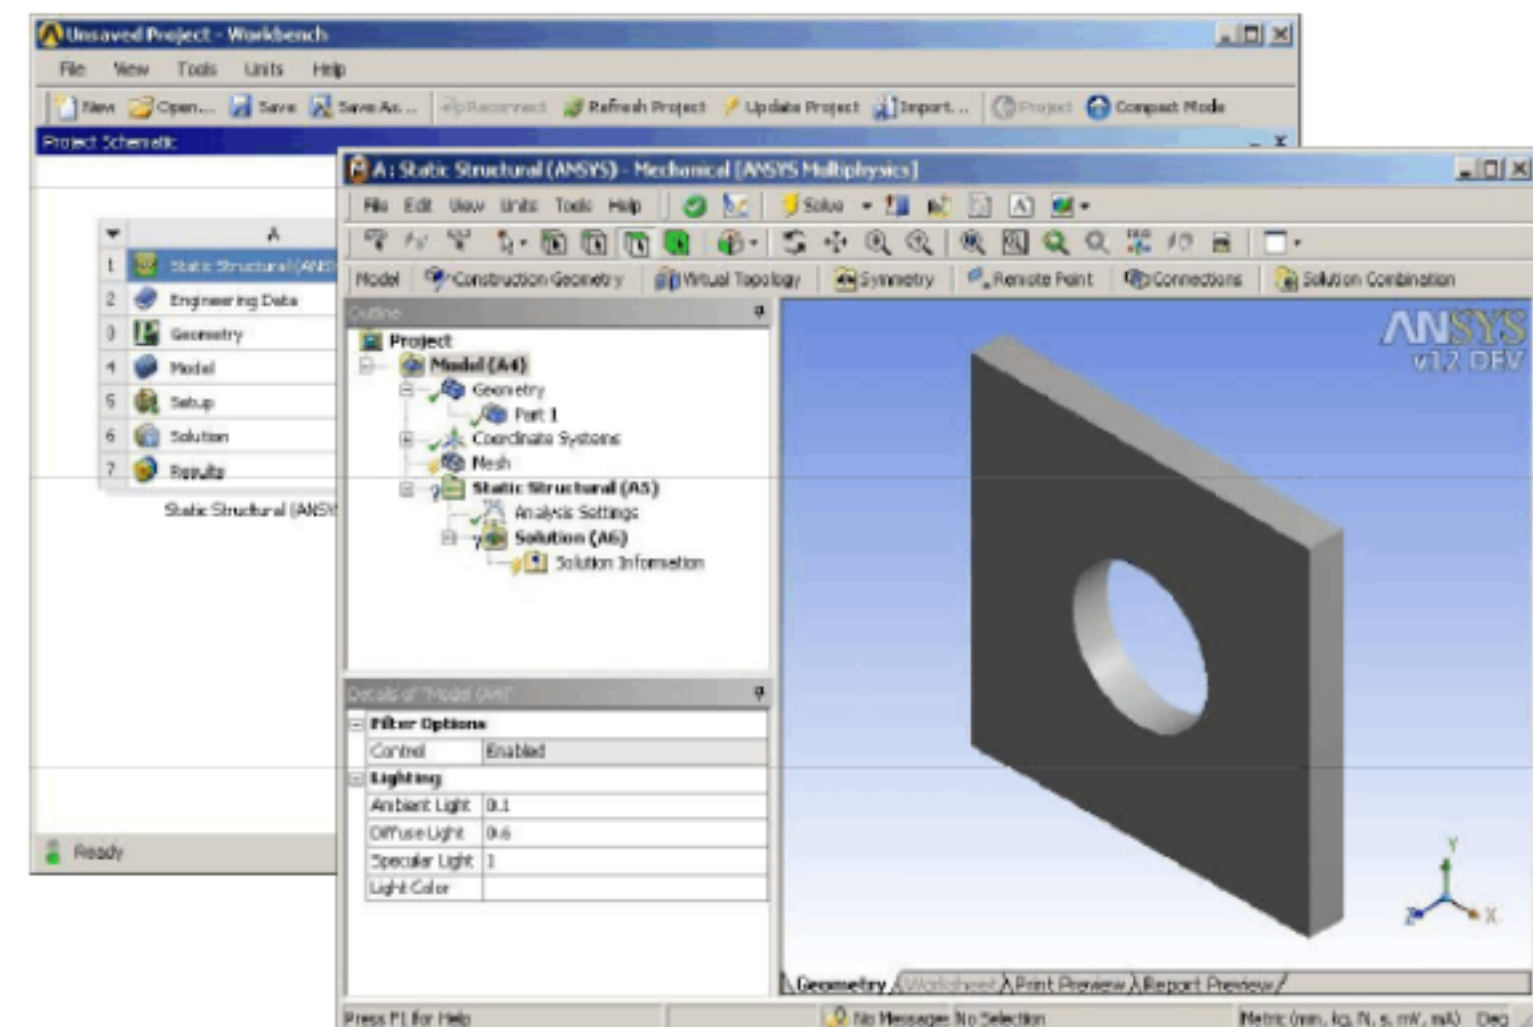 Unsaved Project - Workbench
File View Tools Units Help
New Open... Save Save As... Reconnect Refresh Project Update Project Import... Project Compact Mode
Project Schematic
A
1 Static Structural (ANSYS
2 Engineering Data
3 Geometry
4 Model
5 Setup
6 Solution
7 Results
Static Structural (ANSYS
Ready
A : Static Structural (ANSYS) - Mechanical [ANSYS Multiphysics]
File Edit View Units Tools Help Solve
Model Construction Geometry Virtual Topology Symmetry Remote Point Connections Solution Combination
Outline
Project
Model (A4)
Geometry
Part 1
Coordinate Systems
Mesh
Static Structural (A5)
Analysis Settings
Solution (A6)
Solution Information
Details of "Model (A4)"
Filter Options
Control Enabled
Lighting
Ambient Light 0.1
Diffuse Light 0.6
Specular Light 1
Light Color
ANSYS
v12 DEV
Y
Z X
Geometry Worksheet Print Preview Report Preview
Press F1 for Help No Messages No Selection Metric (mm, kg, N, s, mV, mA) Deg